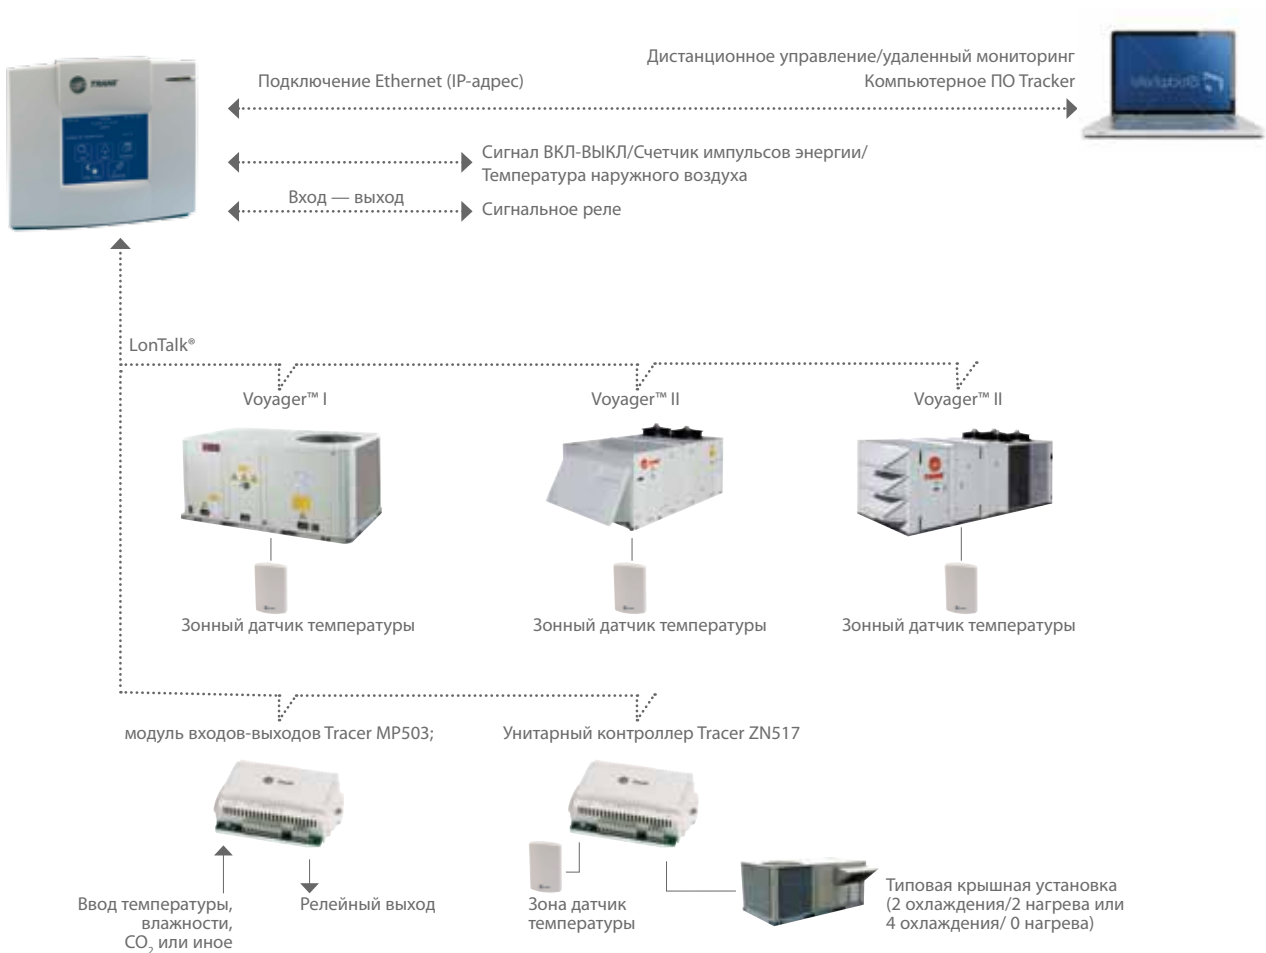 Дистанционное управление/удаленный мониторинг
Подключение Ethernet (IP-адрес)
Компьютерное ПО Tracker
TRANE
Сигнал ВКЛ-ВЫКЛ/Счетчик импульсов энергии/
Температура наружного воздуха
Вход — выход
Сигнальное реле
LonTalk®
Voyager™ I
Voyager™ II
Voyager™ II
Зонный датчик температуры
Зонный датчик температуры
Зонный датчик температуры
модуль входов-выходов Tracer MP503;
Унитарный контроллер Tracer ZN517
Ввод температуры,
влажности,
CO₂ или иное
Релейный выход
Зона датчик
температуры
Типовая крышная установка
(2 охлаждения/2 нагрева или
4 охлаждения/ 0 нагрева)